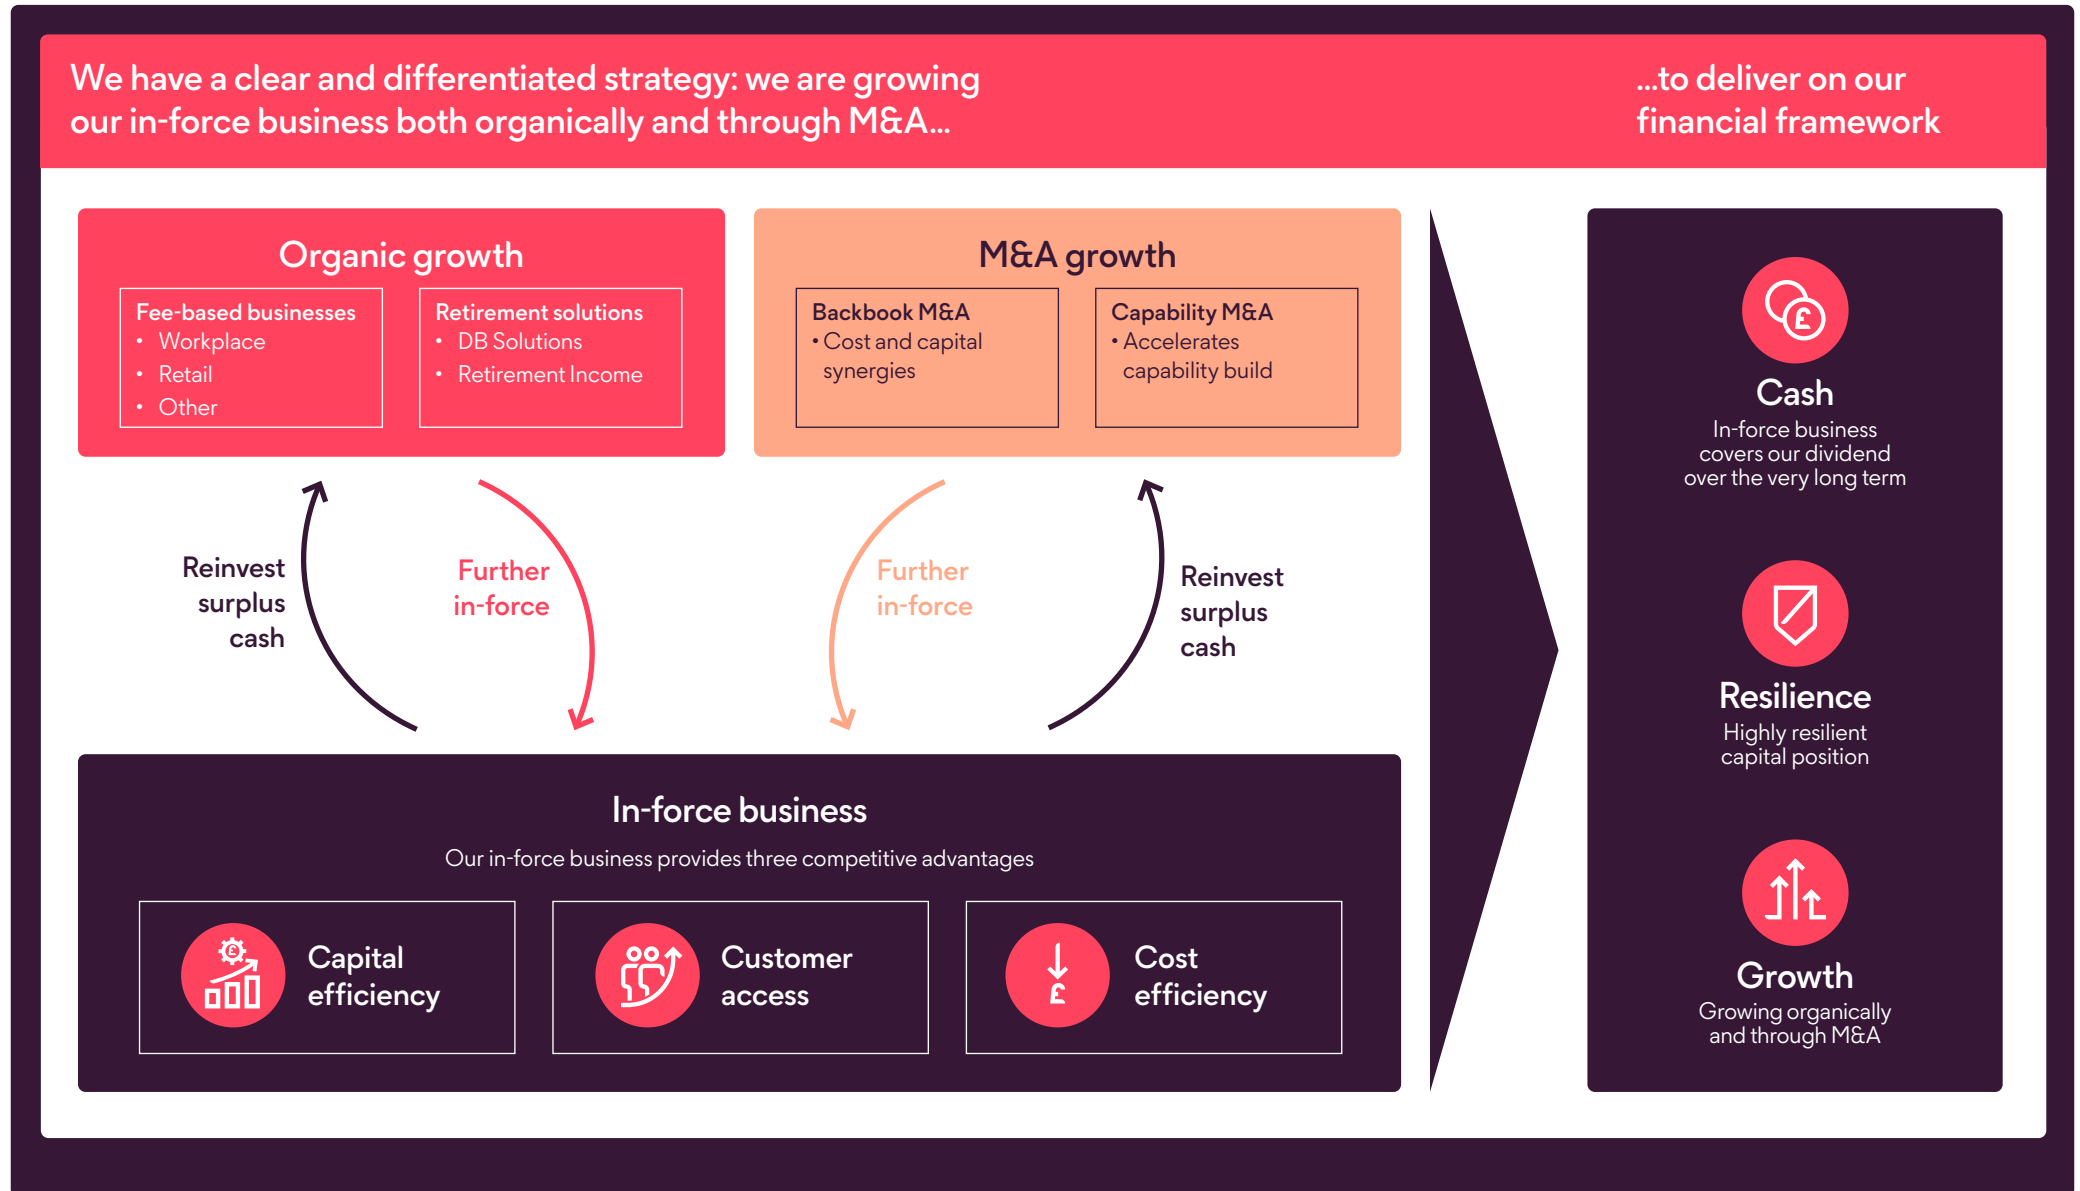 We have a clear and differentiated strategy: we are growing
our in-force business both organically and through M&A...
...to deliver on our
financial framework
Organic growth
Fee-based businesses
• Workplace
• Retail
• Other
Retirement solutions
• DB Solutions
• Retirement Income
M&A growth
Backbook M&A
• Cost and capital
synergies
Capability M&A
• Accelerates
capability build
Reinvest
surplus
cash
Further
in-force
Further
in-force
Reinvest
surplus
cash
In-force business
Our in-force business provides three competitive advantages
£
Capital
efficiency
Customer
access
£
Cost
efficiency
£
Cash
In-force business
covers our dividend
over the very long term
Resilience
Highly resilient
capital position
Growth
Growing organically
and through M&A